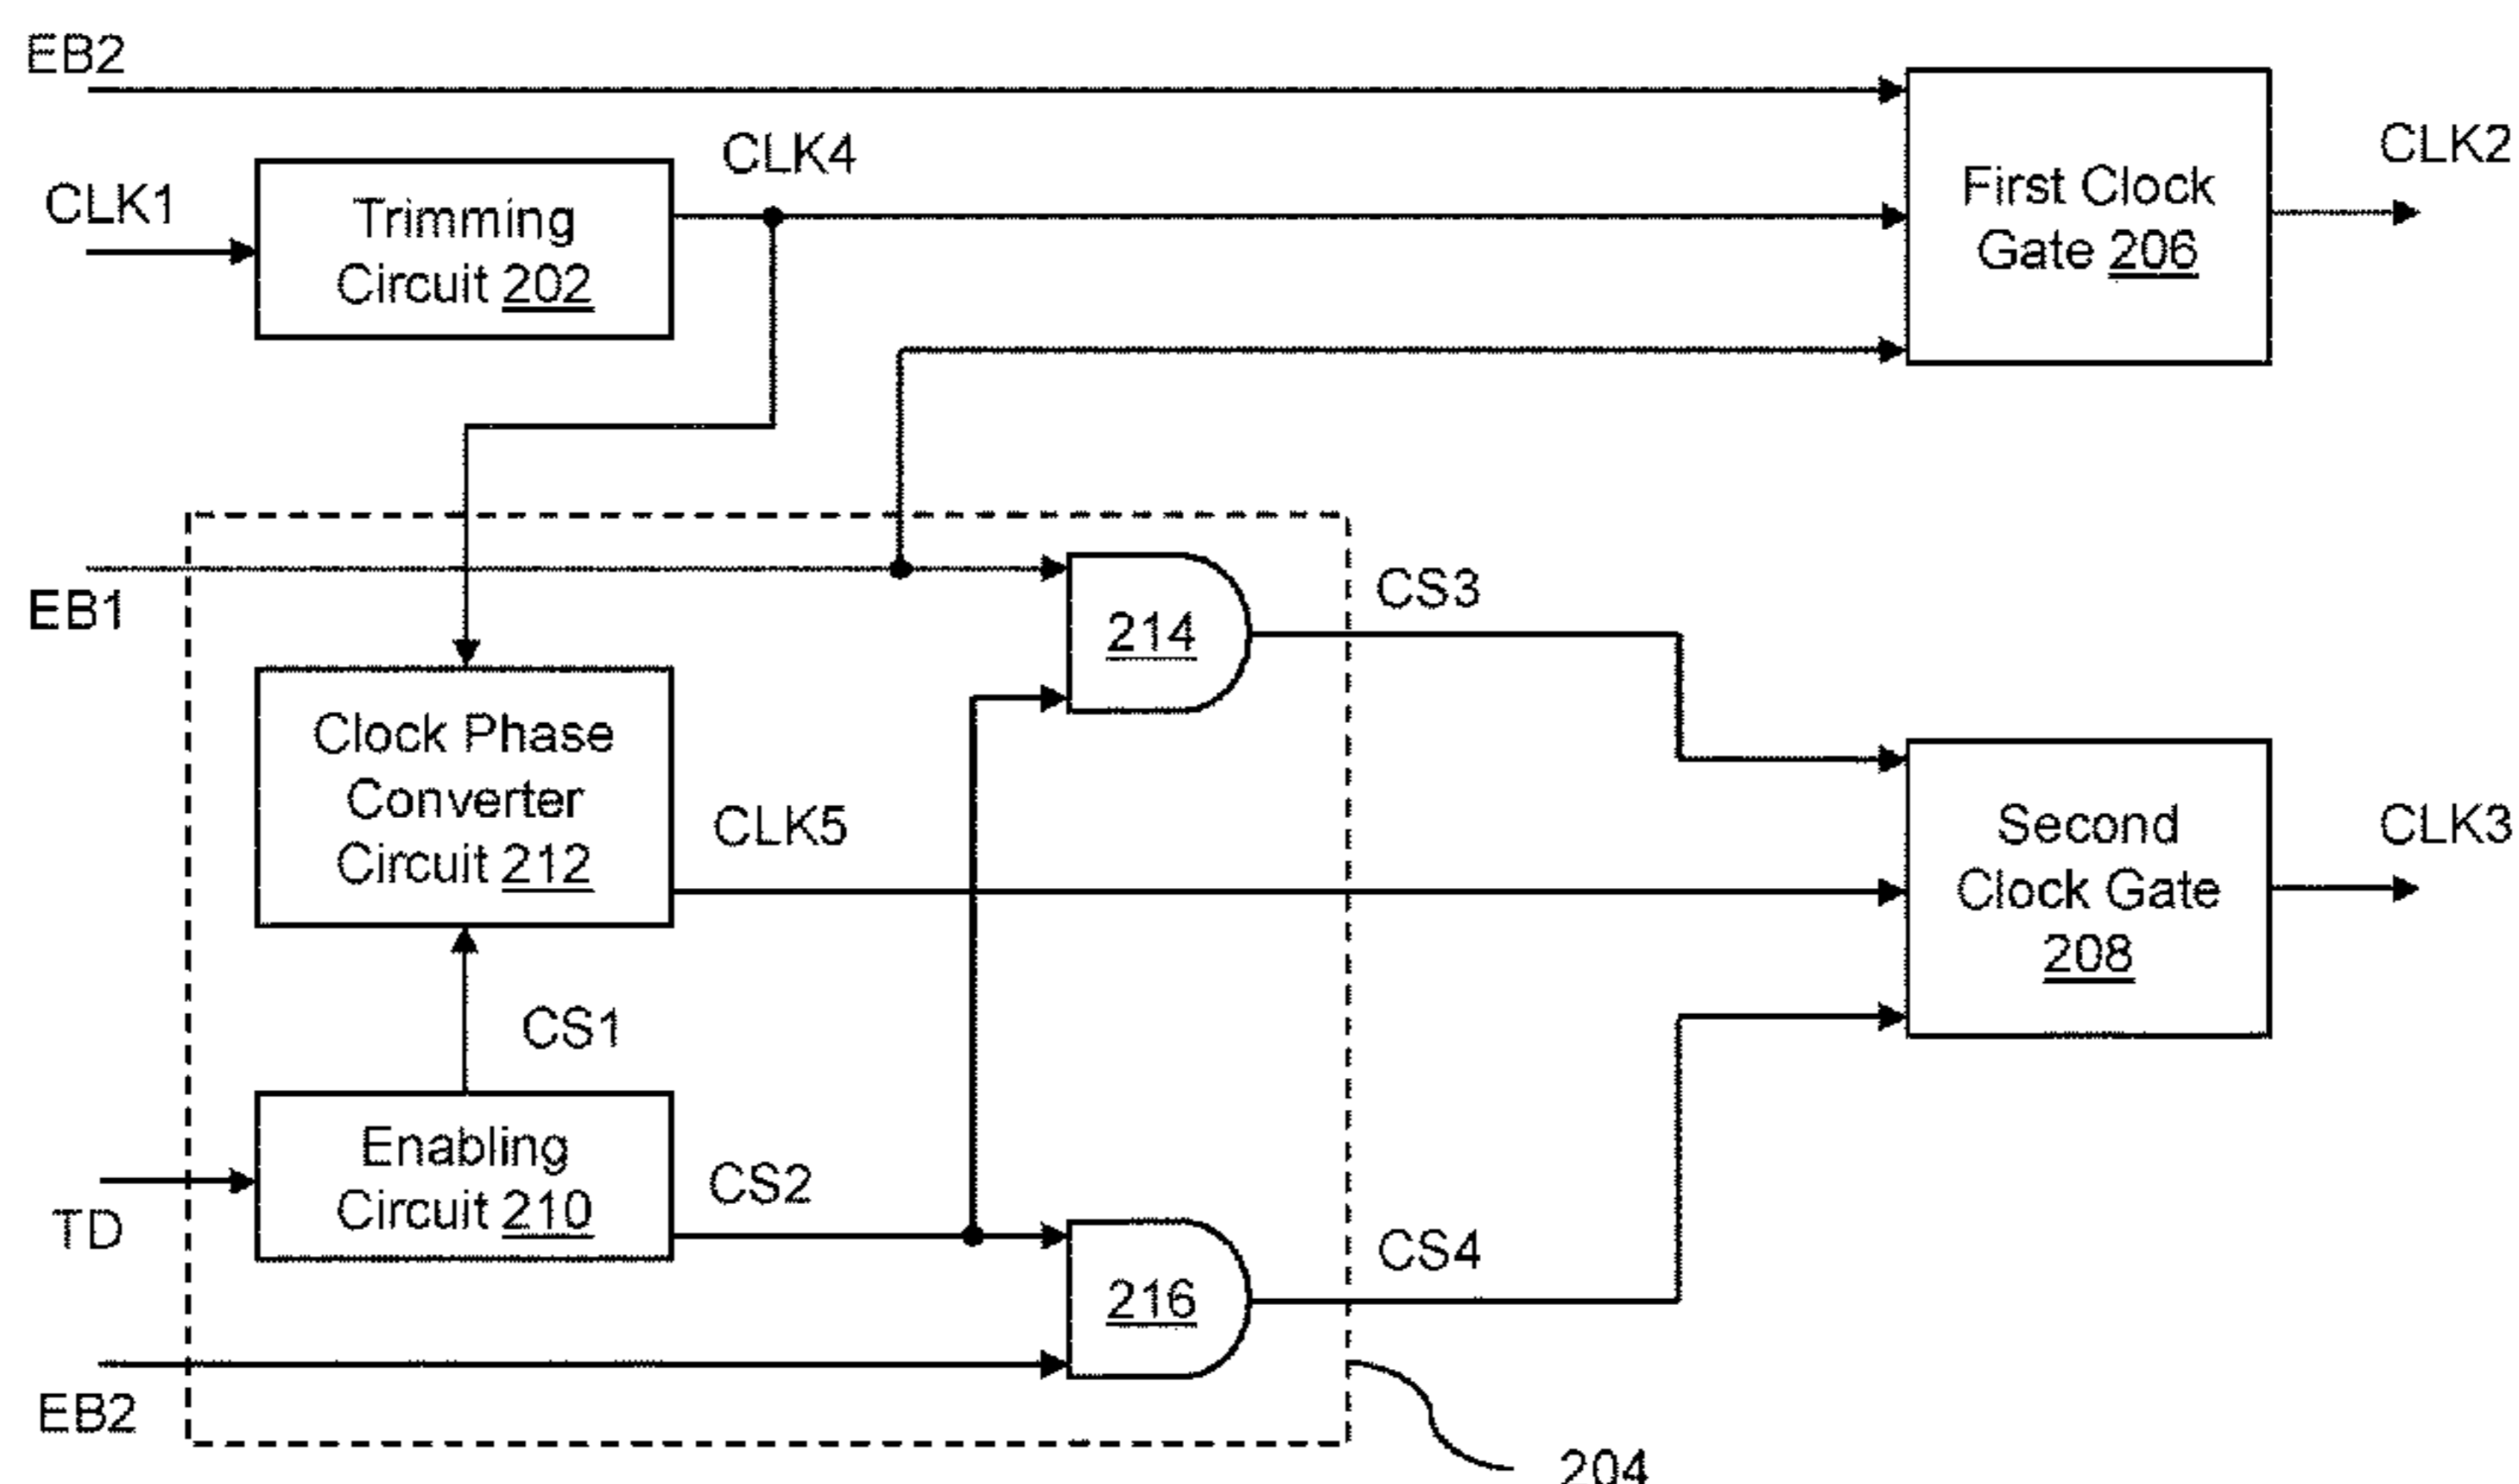 EB2
CLK1
Trimming
Circuit 202
CLK4
First Clock
Gate 206
CLK2
EB1
214
CS3
Clock Phase
Converter
Circuit 212
CLK5
Second
Clock Gate
208
CLK3
CS1
Enabling
Circuit 210
TD
CS2
216
CS4
EB2
204